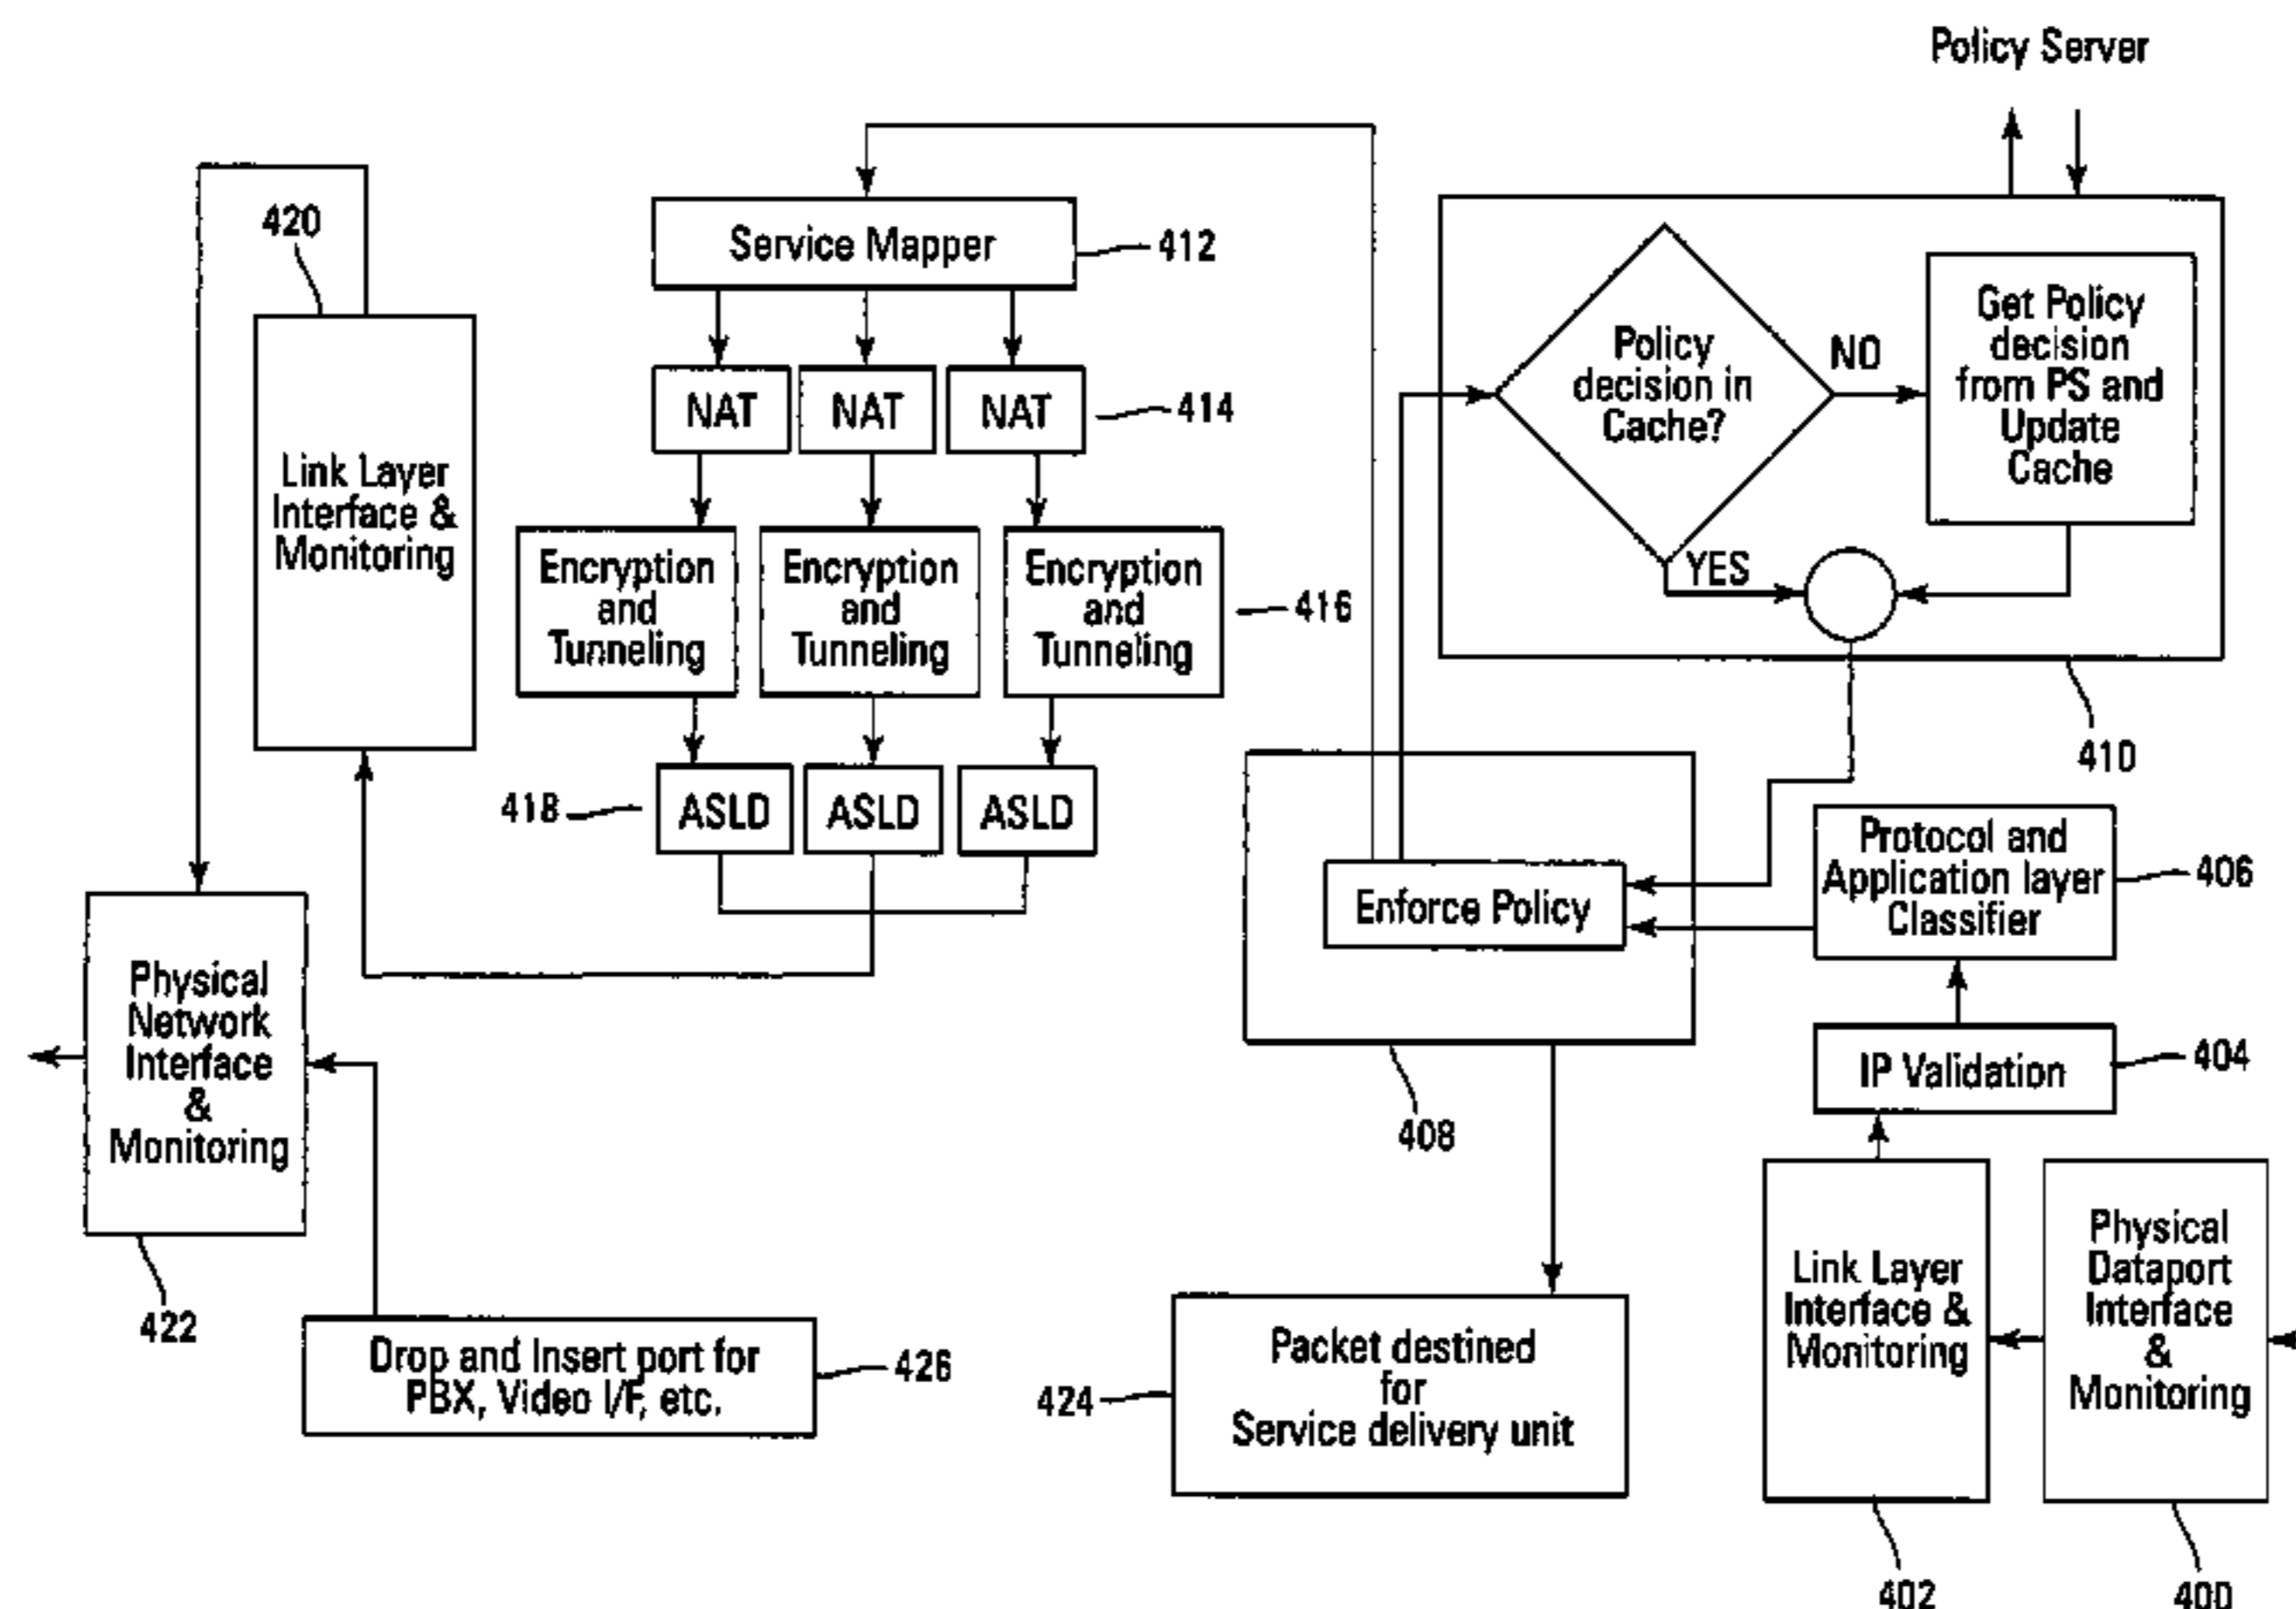 Policy Server
420
Service Mapper
412
Policy
decision in
Cache?
NO
YES
Get Policy
decision
from PS and
Update
Cache
410
NAT
NAT
NAT
414
Link Layer
Interface &
Monitoring
Encryption
and
Tunneling
Encryption
and
Tunneling
Encryption
and
Tunneling
416
418
ASLD
ASLD
ASLD
Enforce Policy
408
Protocol and
Application layer
Classifier
406
IP Validation
404
Physical
Network
Interface
&
Monitoring
422
Drop and Insert port for
PBX, Video I/F, etc.
426
424
Packet destined
for
Service delivery unit
Link Layer
Interface &
Monitoring
402
Physical
Dataport
Interface
&
Monitoring
400